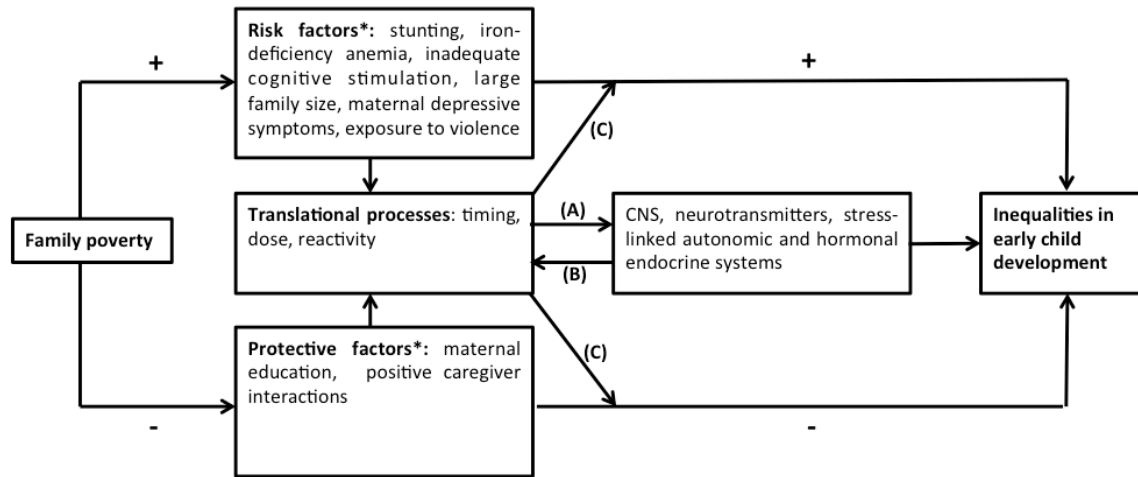 Risk factors*: stunting, iron-
deficiency anemia, inadequate
cognitive stimulation, large
family size, maternal depressive
symptoms, exposure to violence
+
+
(C)
Family poverty
Translational processes: timing,
dose, reactivity
(A)
(B)
CNS, neurotransmitters, stress-
linked autonomic and hormonal
endocrine systems
Inequalities in
early child
development
(C)
Protective factors*: maternal
education, positive caregiver
interactions
-
-